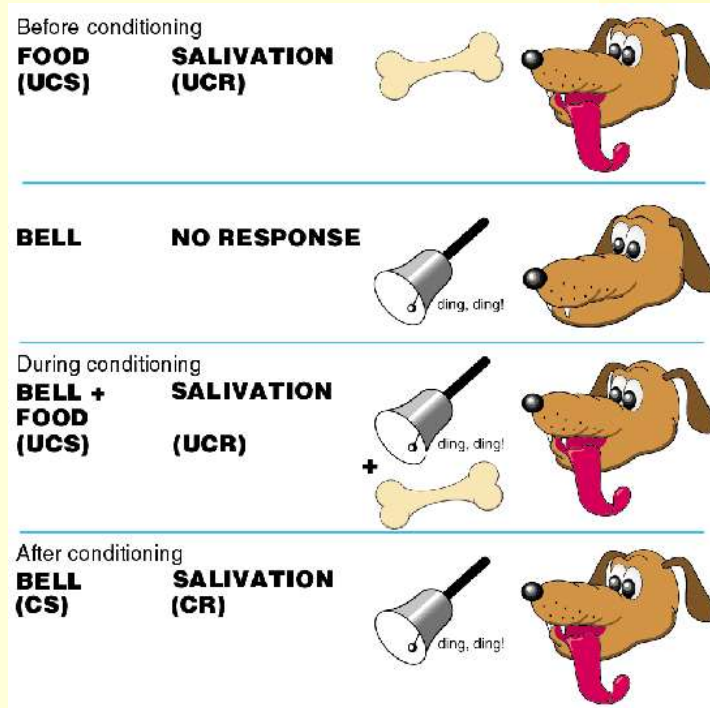 Before conditioning
FOOD SALIVATION
(UCS) (UCR)
BELL NO RESPONSE
ding, ding!
During conditioning
BELL + SALIVATION
FOOD
(UCS) (UCR)
ding, ding!
+
After conditioning
BELL SALIVATION
(CS) (CR)
ding, ding!